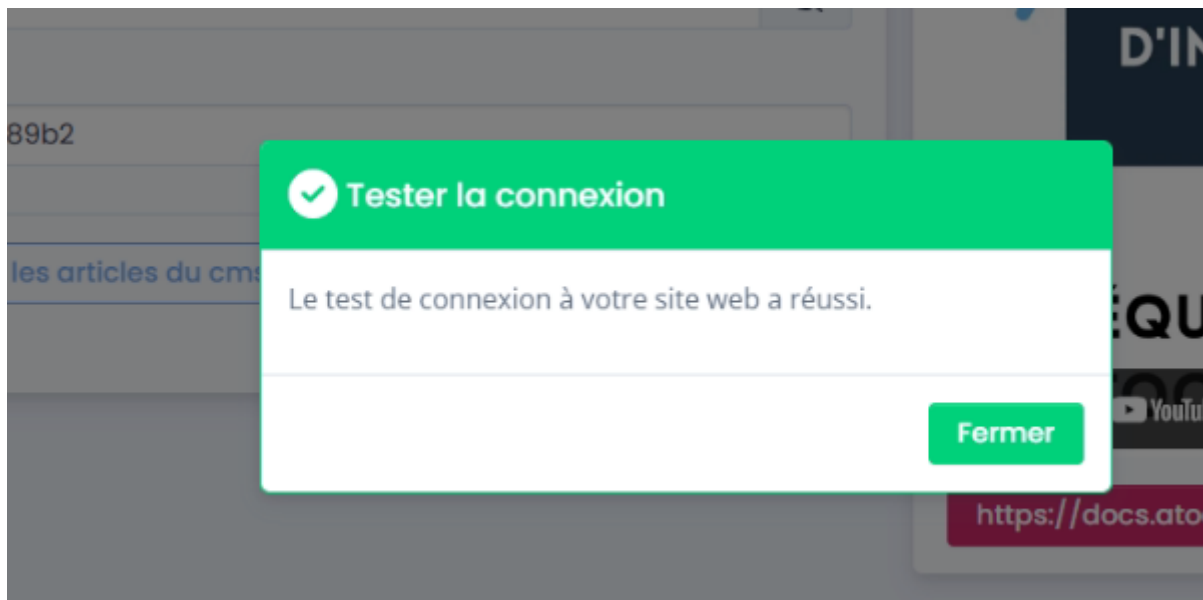 D'IN
89b2
Tester la connexion
les articles du cms
Le test de connexion à votre site web a réussi.
ÉQU
YouTu
Fermer
https://docs.ato